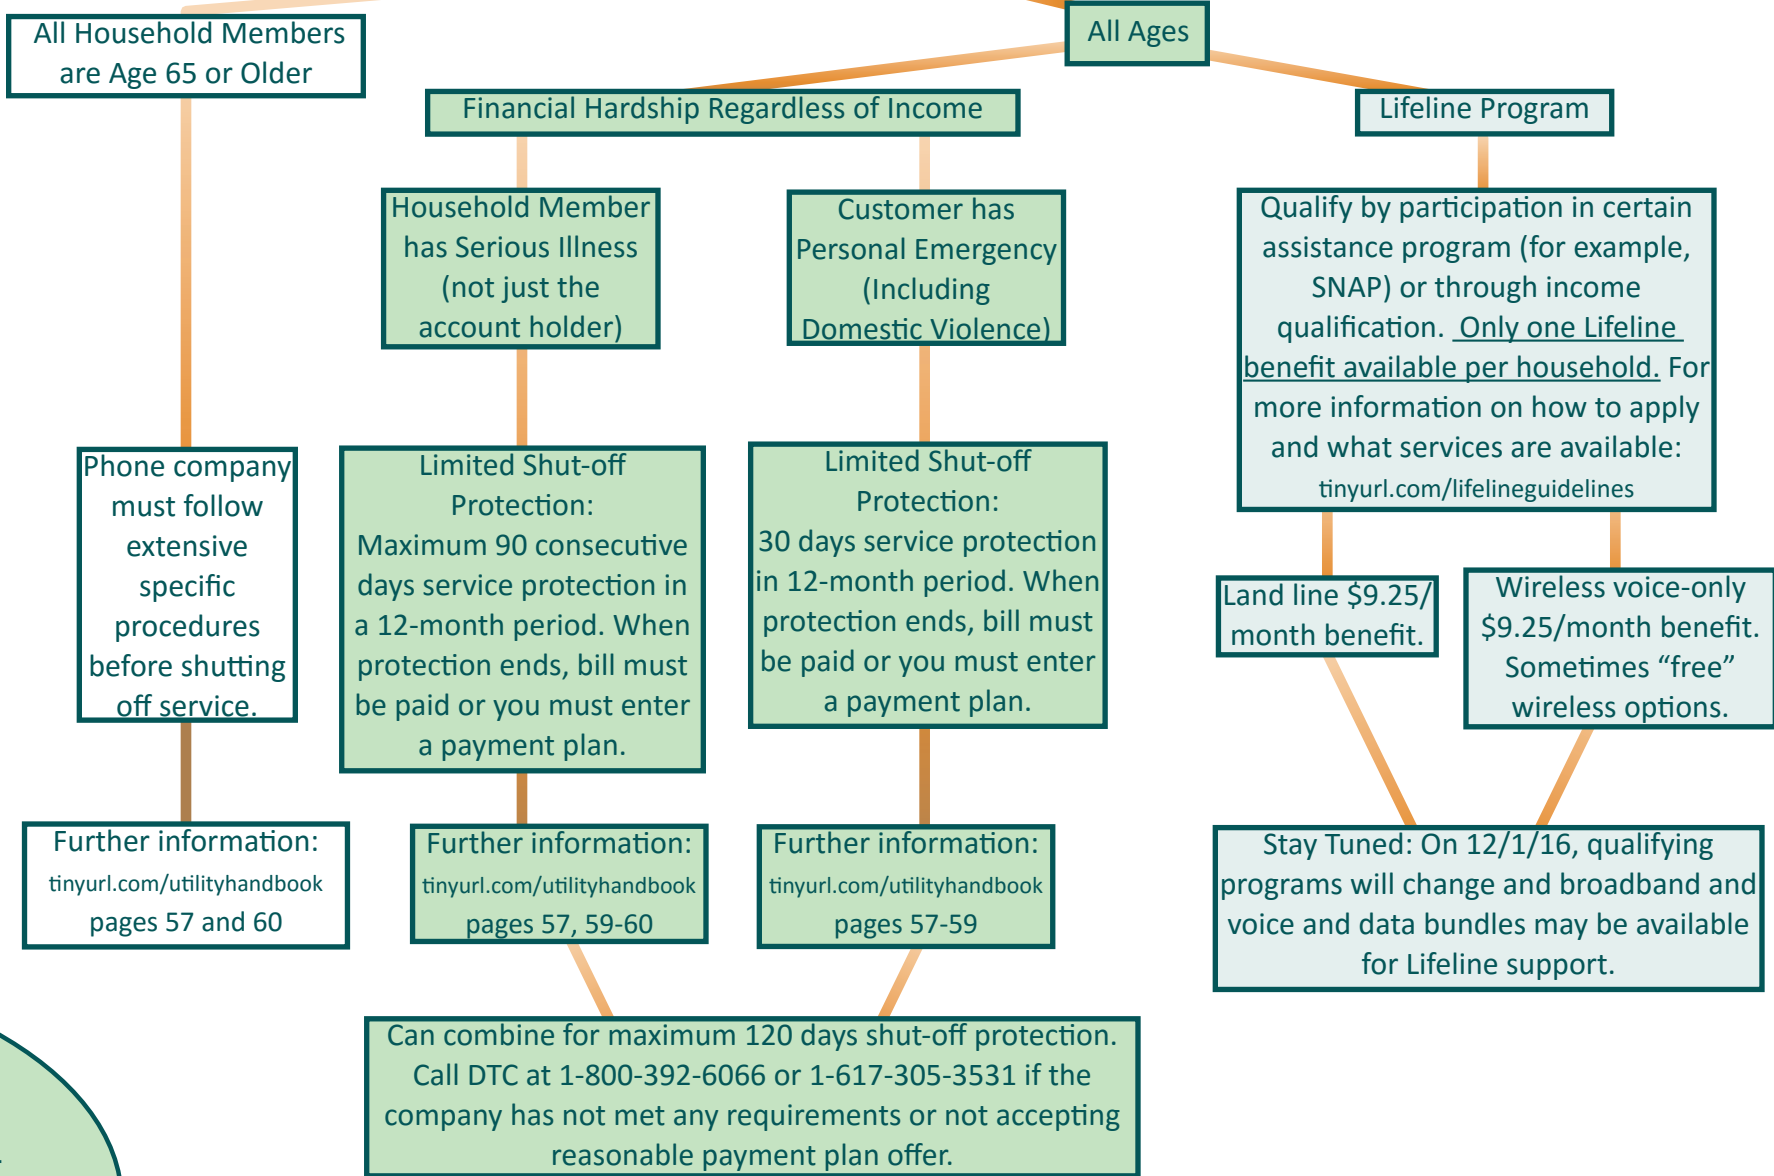 All Household Members
are Age 65 or Older
All Ages
Financial Hardship Regardless of Income
Lifeline Program
Household Member
has Serious Illness
(not just the
account holder)
Customer has
Personal Emergency
(Including
Domestic Violence)
Qualify by participation in certain
assistance program (for example,
SNAP) or through income
qualification. Only one Lifeline
benefit available per household. For
more information on how to apply
and what services are available:
tinyurl.com/lifelineguidelines
Phone company
must follow
extensive
specific
procedures
before shutting
off service.
Limited Shut-off
Protection:
Maximum 90 consecutive
days service protection in
a 12-month period. When
protection ends, bill must
be paid or you must enter
a payment plan.
Limited Shut-off
Protection:
30 days service protection
in 12-month period. When
protection ends, bill must
be paid or you must enter
a payment plan.
Land line $9.25/
month benefit.
Wireless voice-only
$9.25/month benefit.
Sometimes “free”
wireless options.
Further information:
tinyurl.com/utilityhandbook
pages 57 and 60
Further information:
tinyurl.com/utilityhandbook
pages 57, 59-60
Further information:
tinyurl.com/utilityhandbook
pages 57-59
Stay Tuned: On 12/1/16, qualifying
programs will change and broadband and
voice and data bundles may be available
for Lifeline support.
Can combine for maximum 120 days shut-off protection.
Call DTC at 1-800-392-6066 or 1-617-305-3531 if the
company has not met any requirements or not accepting
reasonable payment plan offer.